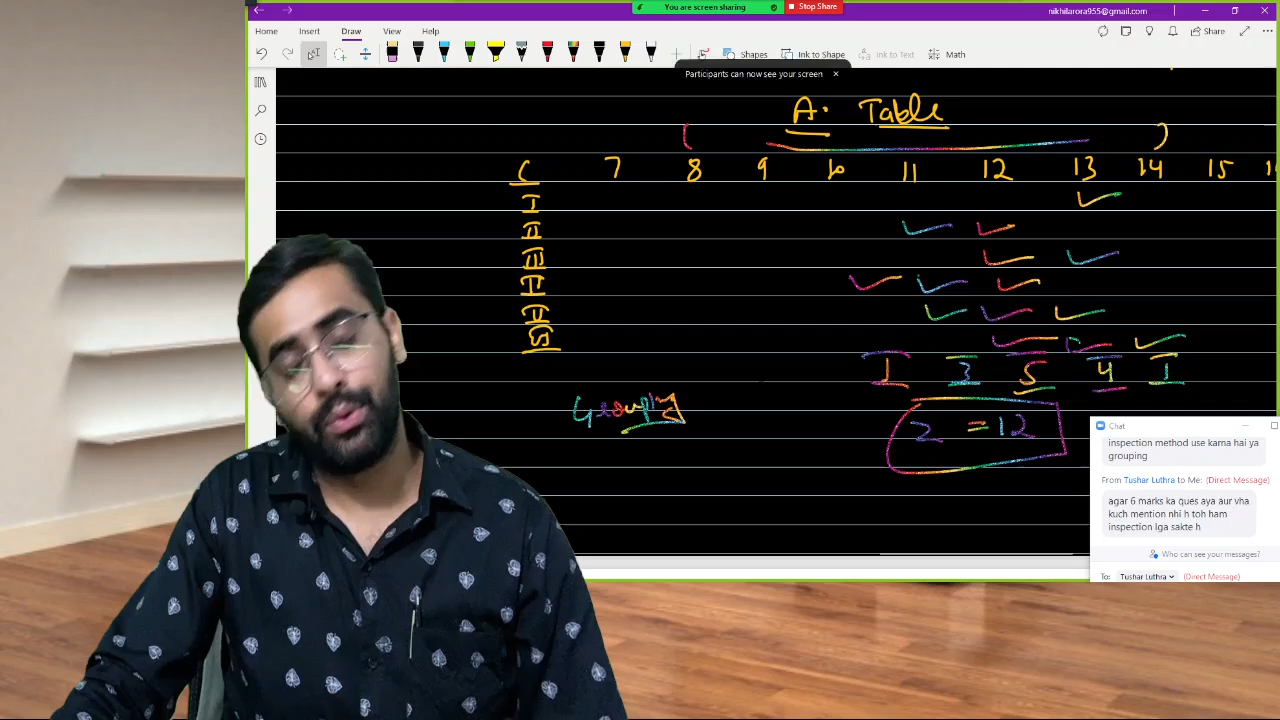 You are screen sharing
Stop Share
nikhilarora955@gmail.com
Home Insert Draw View Help
Shapes Ink to Shape Ink to Text Math Share
Participants can now see your screen
A. Table
C 7 8 9 10 11 12 13 14 15
I
II
III
IV
V
VI
1 3 5 4 1
Grouping
Z = 12
Chat
inspection method use karna hai ya
grouping
From Tushar Luthra to Me: (Direct Message)
agar 6 marks ka ques aya aur vha
kuch mention nhi h toh ham
inspection lga sakte h
Who can see your messages?
To: Tushar Luthra (Direct Message)